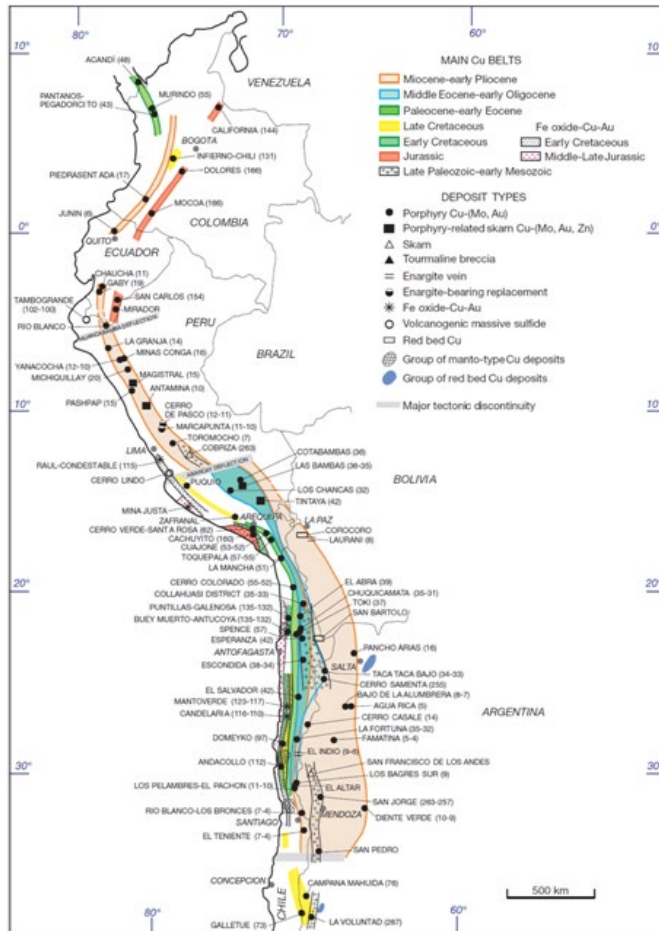 10°
80°
70°
60°
10°
ACANDÍ (48)
VENEZUELA
PANTANOS-
PEGADORCITO (43)
MURINDO (55)
CALIFORNIA (144)
BOGOTA
INFIERNO-CHILI (131)
DOLORES (166)
PIEDRASENTADA (17)
MOCOA (166)
JUNIN (6)
COLOMBIA
0°
0°
QUITO
ECUADOR
CHAUCHA (11)
GABY (19)
SAN CARLOS (154)
TAMBOGRANDE
(102-100)
MIRADOR
RIO BLANCO
PERU
LA GRANJA (14)
BRAZIL
YANACOCHA (12-10)
MINAS CONGA (16)
MICHIQUILLAY (20)
MAGISTRAL (15)
ANTAMINA (10)
10°
10°
PASHPAP (15)
CERRO
DE PASCO (12-11)
MARCAPUNTA (11-10)
TOROMOCHO (7)
COBRIZA (263)
LIMA
ABANCAY DEFLECTION
COTABAMBAS (36)
RAUL-CONDESTABLE (115)
LAS BAMBAS (36-35)
BOLIVIA
CERRO LINDO
PUQUIO
LOS CHANCAS (32)
TINTAYA (42)
MINA JUSTA
ZAFRANAL
AREQUIPA
LA PAZ
CERRO VERDE-SANTA ROSA (62)
COROCORO
CACHUYITO (160)
LAURANI (8)
CUAJONE (53-52)
TOQUEPALA (57-55)
LA MANCHA (51)
20°
20°
CERRO COLORADO (55-52)
EL ABRA (39)
COLLAHUASI DISTRICT (35-33)
CHUQUICAMATA (35-31)
PUNTILLAS-GALENOSA (135-132)
TOKI (37)
BUEY MUERTO-ANTUCOYA (135-132)
SAN BARTOLO
SPENCE (57)
ESPERANZA (42)
PANCHO ARIAS (16)
ANTOFAGASTA
SALTA
ESCONDIDA (38-34)
TACA TACA BAJO (34-33)
CERRO SAMENTA (255)
EL SALVADOR (42)
BAJO DE LA ALUMBRERA (8-7)
MANTOVERDE (123-117)
AGUA RICA (5)
ARGENTINA
CANDELARIA (116-110)
CERRO CASALE (14)
LA FORTUNA (35-32)
DOMEYKO (97)
FAMATINA (5-4)
EL INDIO (9-6)
ANDACOLLO (112)
SAN FRANCISCO DE LOS ANDES
30°
30°
LOS BAGRES SUR (9)
LOS PELAMBRES-EL PACHON (11-10)
EL ALTAR
SAN JORGE (263-257)
RIO BLANCO-LOS BRONCES (7-4)
MENDOZA
DIENTE VERDE (10-9)
SANTIAGO
EL TENIENTE (7-4)
SAN PEDRO
CONCEPCION
CHILE
CAMPANA MAHUIDA (76)
500 km
GALLETUE (73)
LA VOLUNTAD (267)
80°
70°
60°
MAIN Cu BELTS
Miocene-early Pliocene
Middle Eocene-early Oligocene
Paleocene-early Eocene
Late Cretaceous
Fe oxide-Cu-Au
Early Cretaceous
Early Cretaceous
Jurassic
Middle-Late Jurassic
Late Paleozoic-early Mesozoic
DEPOSIT TYPES
Porphyry Cu-(Mo, Au)
Porphyry-related skarn Cu-(Mo, Au, Zn)
Skarn
Tourmaline breccia
Enargite vein
Enargite-bearing replacement
Fe oxide-Cu-Au
Volcanogenic massive sulfide
Red bed Cu
Group of manto-type Cu deposits
Group of red bed Cu deposits
Major tectonic discontinuity